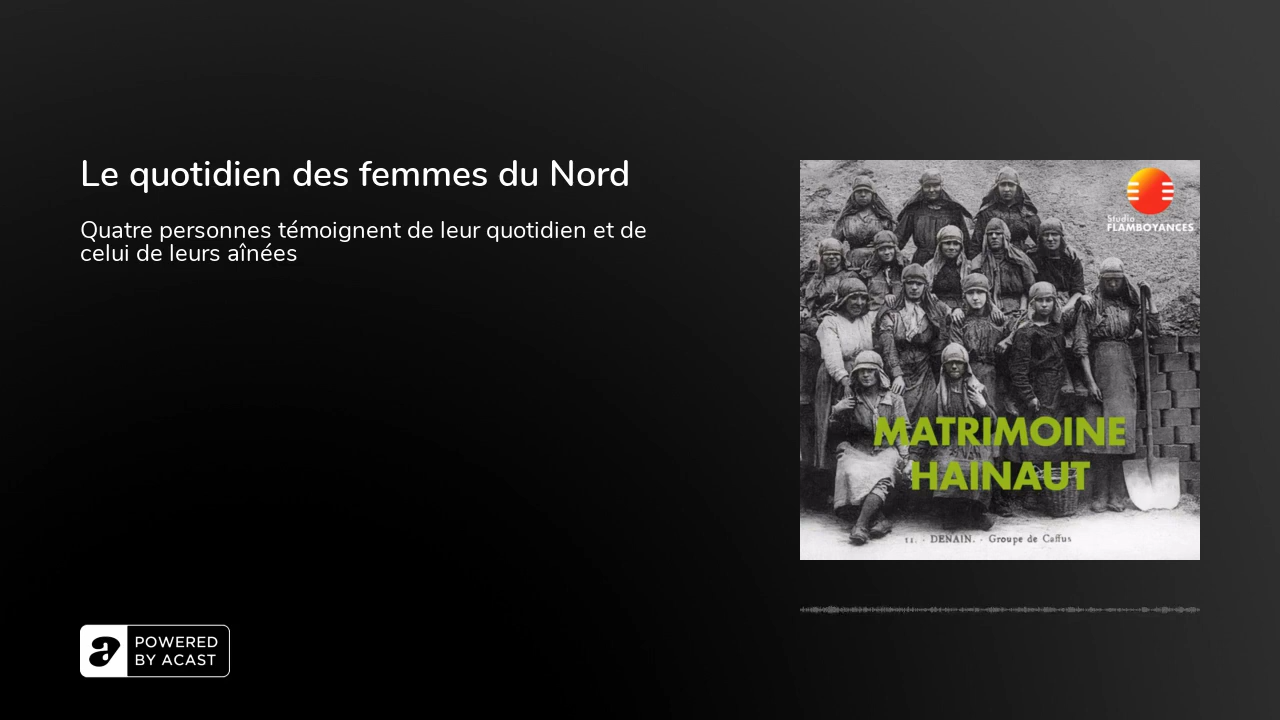 Le quotidien des femmes du Nord
Quatre personnes témoignent de leur quotidien et de
celui de leurs aînées
Studio
FLAMBOYANCES
MATRIMOINE
HAINAUT
11. - DENAIN. - Groupe de Caffus
a POWERED
BY ACAST